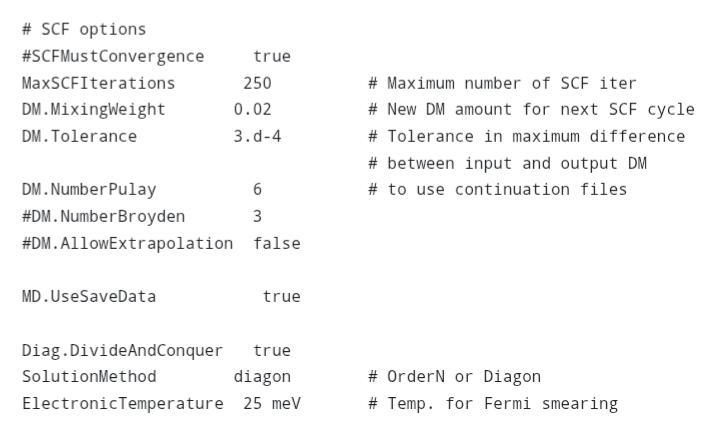 # SCF options
#SCFMustConvergence     true
MaxSCFIterations       250          # Maximum number of SCF iter
DM.MixingWeight       0.02          # New DM amount for next SCF cycle
DM.Tolerance          3.d-4         # Tolerance in maximum difference
                                    # between input and output DM
DM.NumberPulay          6           # to use continuation files
#DM.NumberBroyden       3
#DM.AllowExtrapolation  false
MD.UseSaveData           true
Diag.DivideAndConquer   true
SolutionMethod        diagon        # OrderN or Diagon
ElectronicTemperature  25 meV       # Temp. for Fermi smearing